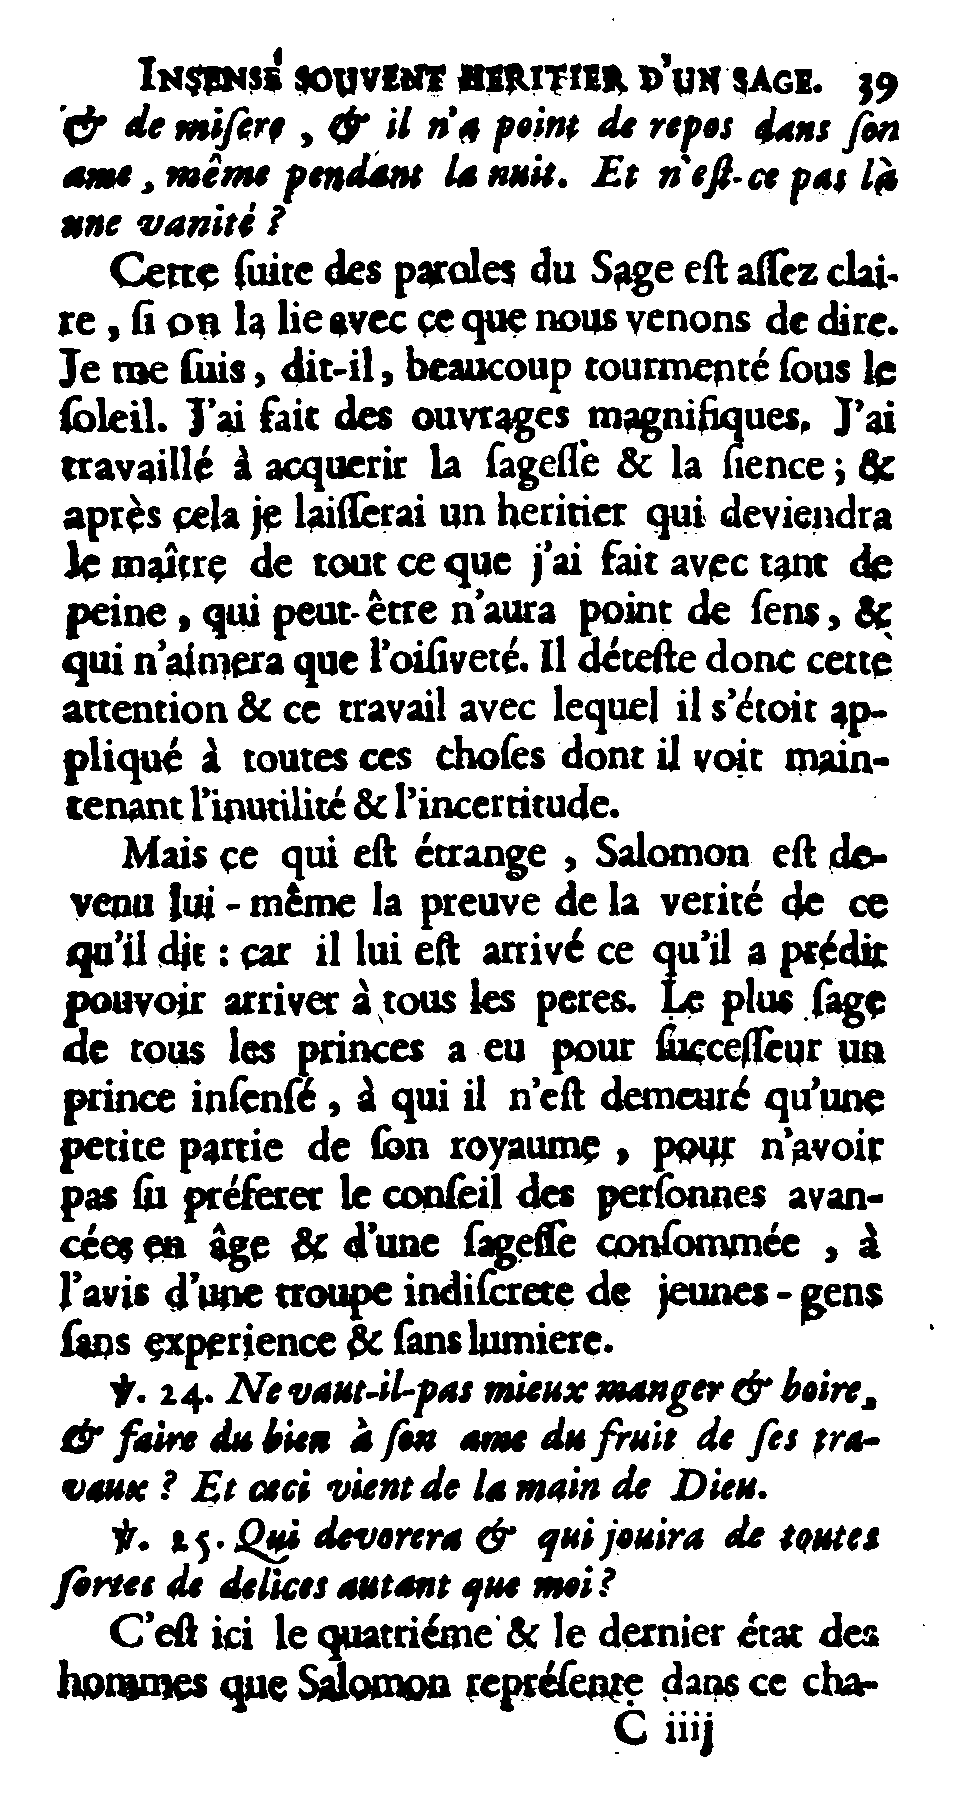 INSENSÉ SOUVENT HERITIER D'UN SAGE. 39
& de miſere, & il n'a point de repos dans ſon
ame, même pendant la nuit. Et n'eſt-ce pas là
une vanité ?
Cette ſuite des paroles du Sage eſt aſſez clai-
re, ſi on la lie avec ce que nous venons de dire.
Je me ſuis, dit-il, beaucoup tourmenté ſous le
ſoleil. J'ai fait des ouvrages magnifiques. J'ai
travaillé à acquerir la ſageſſe & la ſience; &
après cela je laiſſerai un heritier qui deviendra
le maître de tout ce que j'ai fait avec tant de
peine, qui peut-être n'aura point de ſens, &
qui n'aimera que l'oiſiveté. Il déteſte donc cette
attention & ce travail avec lequel il s'étoit ap-
pliqué à toutes ces choſes dont il voit main-
tenant l'inutilité & l'incertitude.
Mais ce qui eſt étrange, Salomon eſt de-
venu lui-même la preuve de la verité de ce
qu'il dit : car il lui eſt arrivé ce qu'il a prédit
pouvoir arriver à tous les peres. Le plus ſage
de tous les princes a eu pour ſucceſſeur un
prince inſenſé, à qui il n'eſt demeuré qu'une
petite partie de ſon royaume, pour n'avoir
pas ſu préferer le conſeil des perſonnes avan-
cées en âge & d'une ſageſſe conſommée, à
l'avis d'une troupe indiſcrete de jeunes-gens
ſans experience & ſans lumiere.
℣. 24. Ne vaut-il-pas mieux manger & boire,
& faire du bien à ſon ame du fruit de ſes tra-
vaux ? Et ceci vient de la main de Dieu.
℣. 25. Qui devorera & qui jouira de toutes
ſortes de delices autant que moi ?
C'eſt ici le quatriéme & le dernier état des
hommes que Salomon repréſente dans ce cha-
C iiij